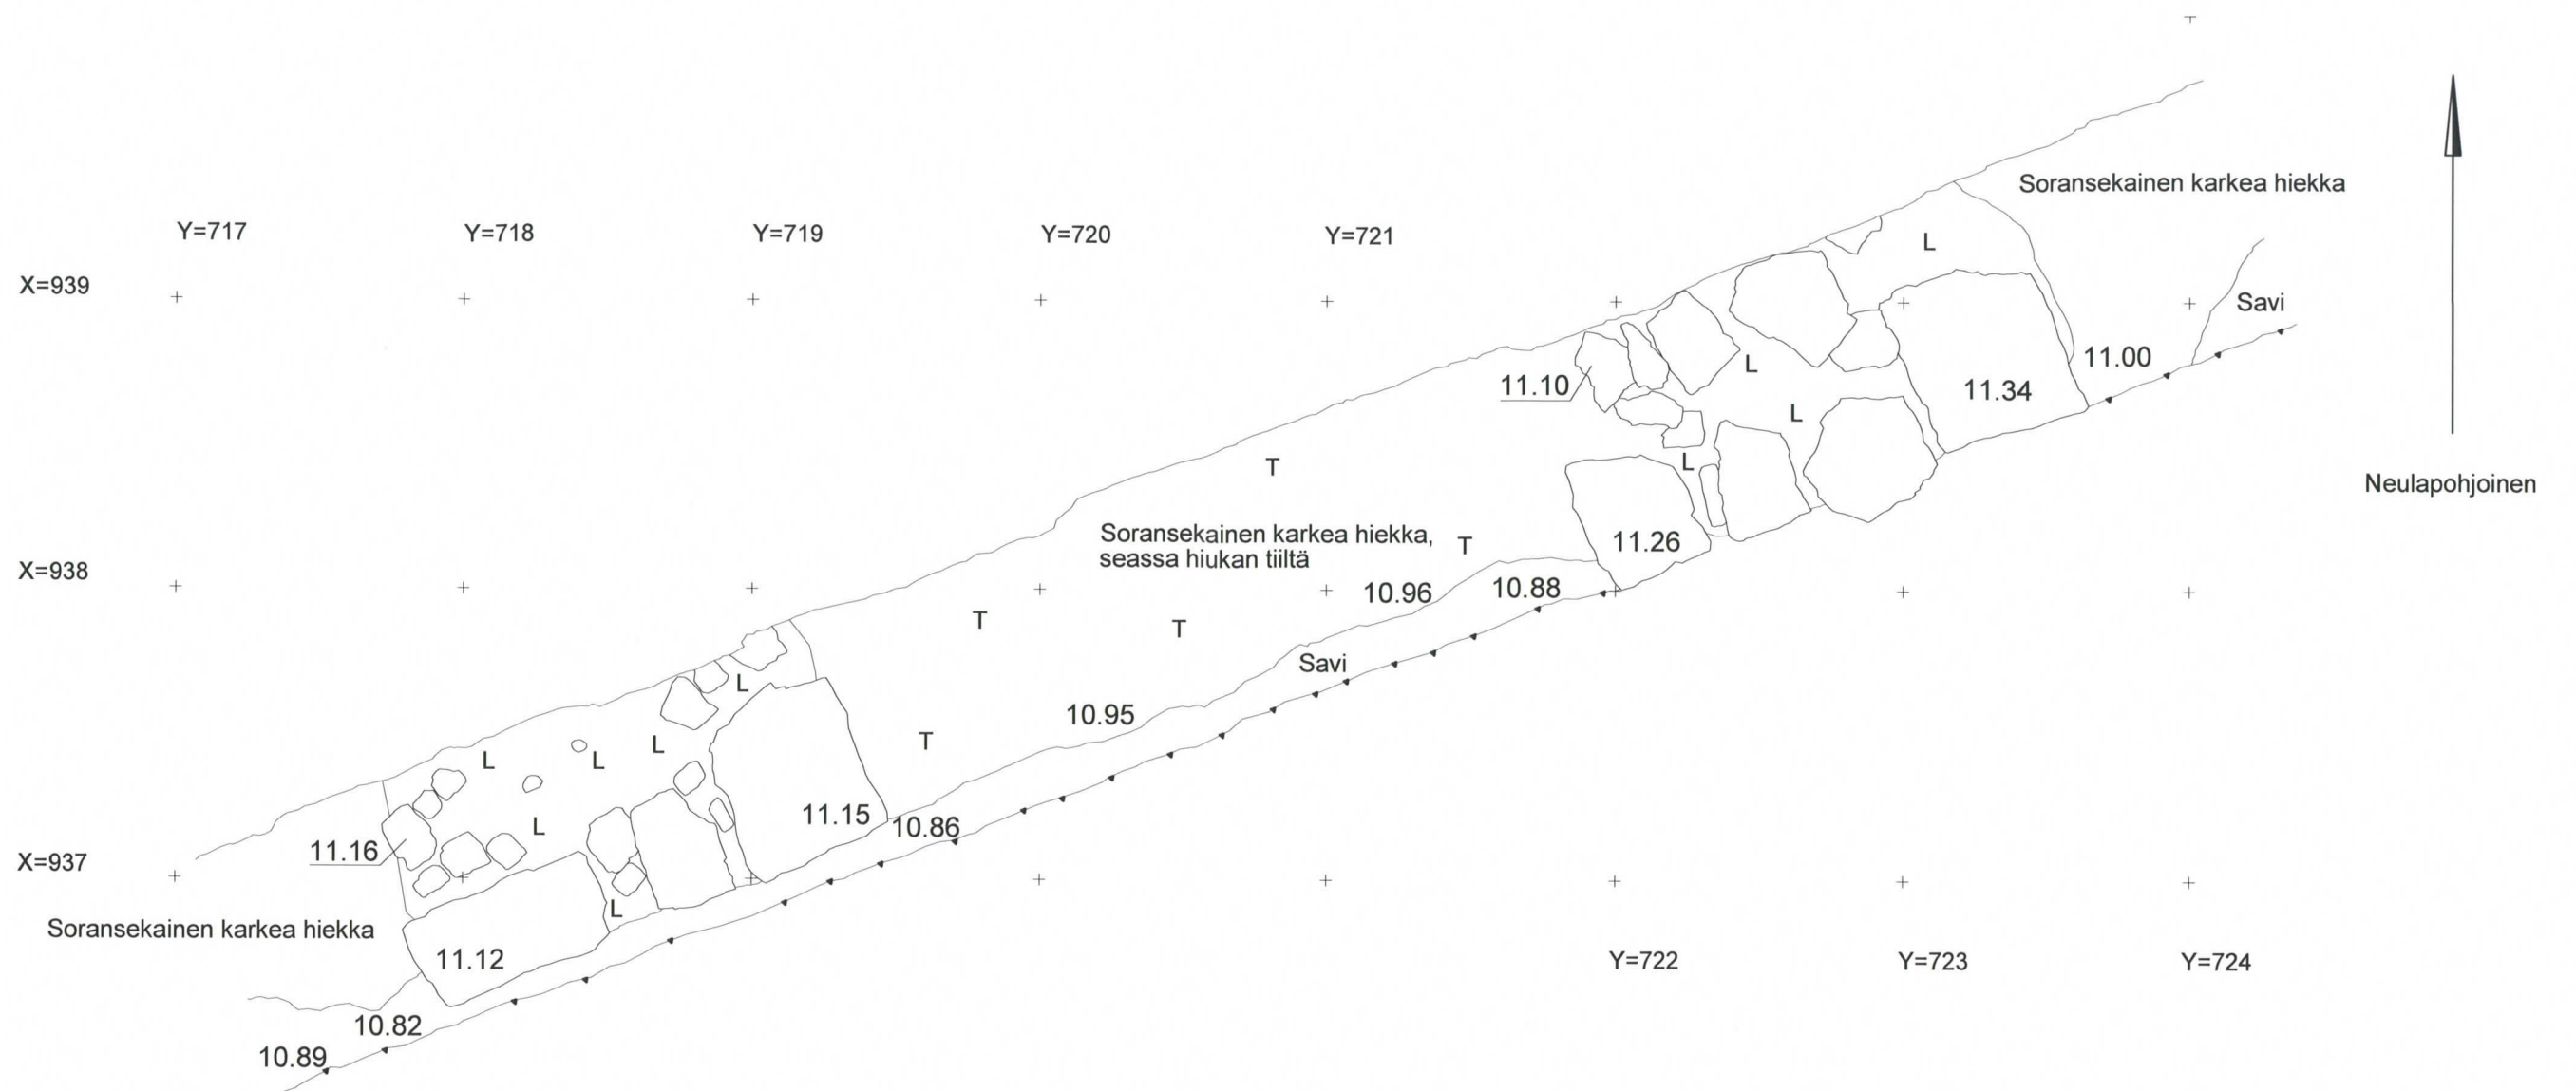 Soransekainen karkea hiekka
Y=717
Y=718
Y=719
Y=720
Y=721
L
X=939
Savi
11.00
11.10
L
11.34
L
T
L
Neulapohjoinen
Soransekainen karkea hiekka,
seassa hiukan tiiltä
T
11.26
X=938
10.96
10.88
T
T
Savi
L
10.95
L
L
L
T
11.15
10.86
L
11.16
X=937
L
Soransekainen karkea hiekka
11.12
Y=722
Y=723
Y=724
10.82
10.89